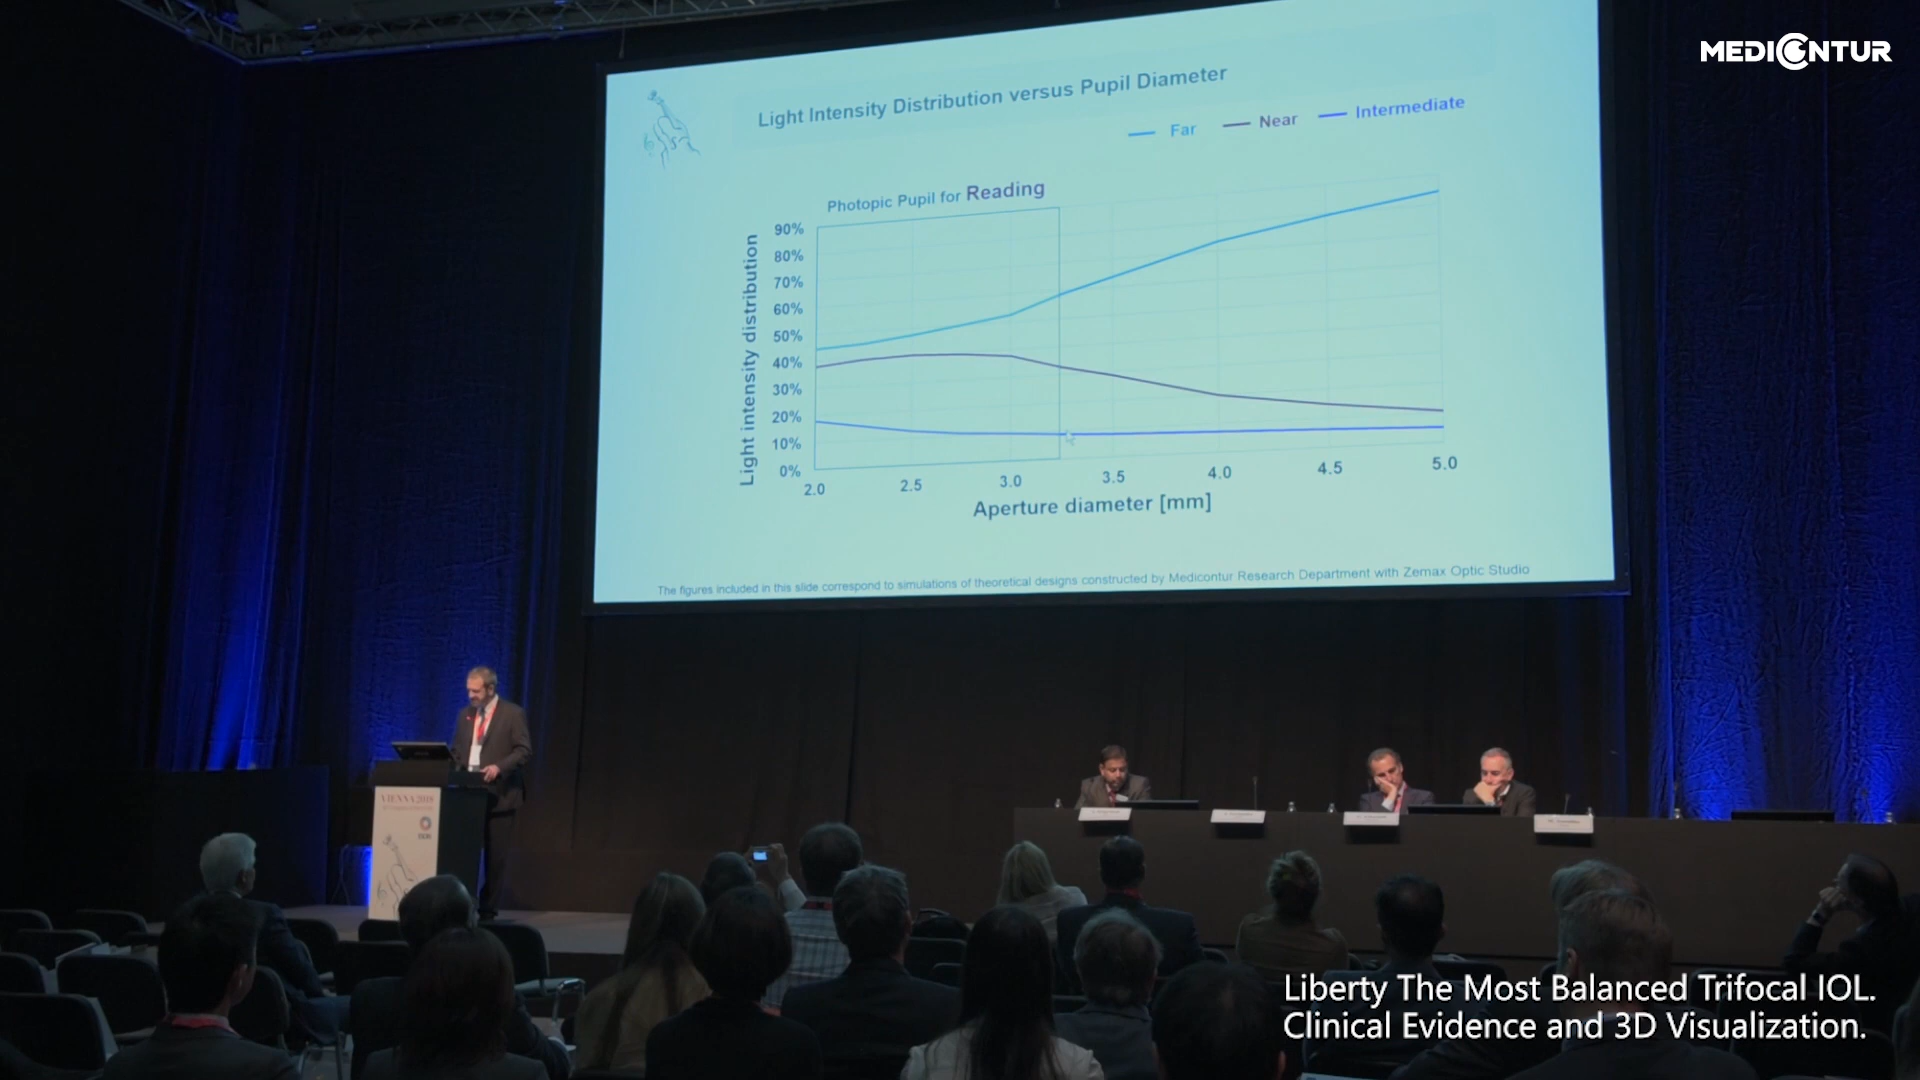 MEDICONTUR
Light Intensity Distribution versus Pupil Diameter
Far
Near
Intermediate
Photopic Pupil for Reading
Light intensity distribution
90%
80%
70%
60%
50%
40%
30%
20%
10%
0%
2.0
2.5
3.0
3.5
4.0
4.5
5.0
Aperture diameter [mm]
The figures included in this slide correspond to simulations of theoretical designs constructed by Medicontur Research Department with Zemax Optic Studio
VIENNA 2018
Liberty The Most Balanced Trifocal IOL.
Clinical Evidence and 3D Visualization.